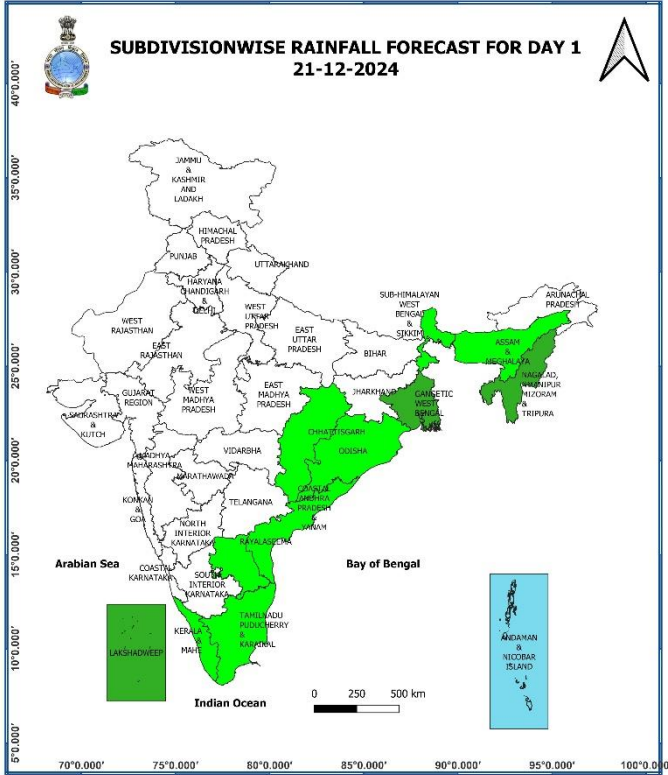 SUBDIVISIONWISE RAINFALL FORECAST FOR DAY 1
21-12-2024
40°0.000'
35°0.000'
30°0.000'
25°0.000'
20°0.000'
15°0.000'
10°0.000'
5°0.000'
JAMMU
&
KASHMIR
AND
LADAKH
HIMACHAL
PRADESH
PUNJAB
UTTARAKHAND
HARYANA
CHANDIGARH
&
DELHI
WEST
RAJASTHAN
EAST
RAJASTHAN
WEST
UTTAR
PRADESH
EAST
UTTAR
PRADESH
BIHAR
SUB-HIMALAYAN
WEST
BENGAL
&
SIKKIM
ARUNACHAL
PRADESH
ASSAM
&
MEGHALAYA
NAGALAD,
MANIPUR
MIZORAM
&
TRIPURA
GUJARAT
REGION
SAURASHTRA
& KUTCH
WEST
MADHYA
PRADESH
EAST
MADHYA
PRADESH
JHARKHAND
GANGETIC
WEST
BENGAL
CHHATTISGARH
ODISHA
VIDARBHA
MADHYA
MAHARASHTRA
MARATHAWADA
KONKAN
&
GOA
TELANGANA
COASTAL
ANDHRA
PRADESH
&
YANAM
NORTH
INTERIOR
KARNATAKA
RAYALASEEMA
COASTAL
KARNATAKA
SOUTH
INTERIOR
KARNATAKA
TAMILNADU
PUDUCHERRY
&
KARAIKAL
KERALA
&
MAHE
LAKSHADWEEP
ANDAMAN
&
NICOBAR
ISLAND
Arabian Sea
Bay of Bengal
Indian Ocean
0 250 500 km
70°0.000' 75°0.000' 80°0.000' 85°0.000' 90°0.000' 95°0.000' 100°0.000'